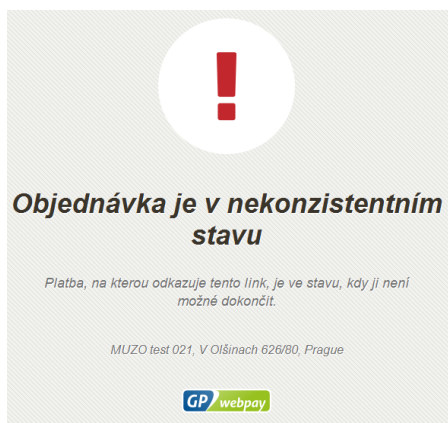 !
Objednávka je v nekonzistentním
stavu
Platba, na kterou odkazuje tento link, je ve stavu, kdy ji není
možné dokončit.
MUZO test 021, V Olšinach 626/80, Prague
GP webpay